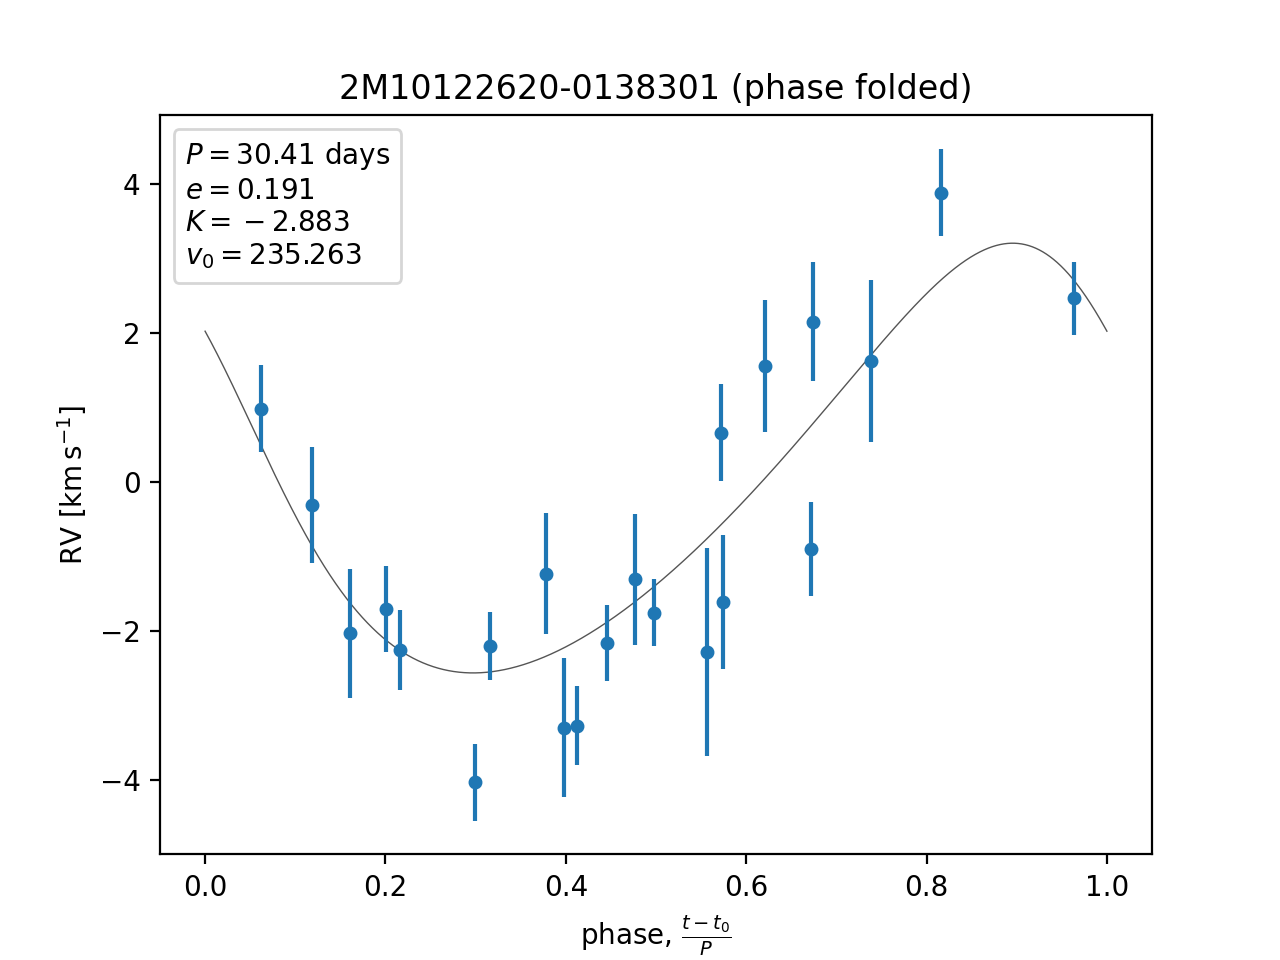 2M10122620-0138301 (phase folded)
P = 30.41 days
e = 0.191
K = −2.883
v₀ = 235.263
4
2
0
−2
−4
RV [km s⁻¹]
0.0 0.2 0.4 0.6 0.8 1.0
phase, (t − t₀)/P